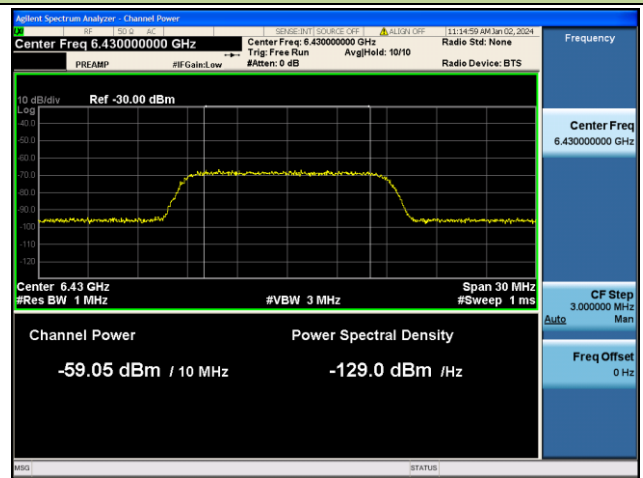 Agilent Spectrum Analyzer - Channel Power
RF 50 Ω AC SENSE:INT SOURCE OFF ALIGN OFF 11:14:59 AM Jan 02, 2024
Center Freq 6.430000000 GHz Center Freq: 6.430000000 GHz Radio Std: None Frequency
Trig: Free Run Avg|Hold: 10/10
PREAMP #IFGain:Low #Atten: 0 dB Radio Device: BTS
10 dB/div Ref -30.00 dBm
Log
-40.0
Center Freq
6.430000000 GHz
-50.0
-60.0
-70.0
-80.0
-90.0
-100
-110
-120
Center 6.43 GHz Span 30 MHz
#Res BW 1 MHz #VBW 3 MHz #Sweep 1 ms
CF Step
3.000000 MHz
Auto Man
Channel Power Power Spectral Density
-59.05 dBm / 10 MHz -129.0 dBm /Hz
Freq Offset
0 Hz
MSG STATUS